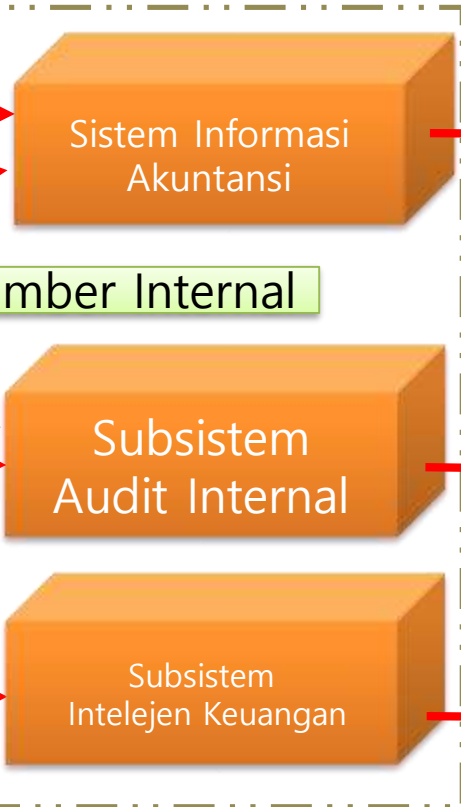 Sistem Informasi
Akuntansi
mber Internal
Subsistem
Audit Internal
Subsistem
Intelejen Keuangan